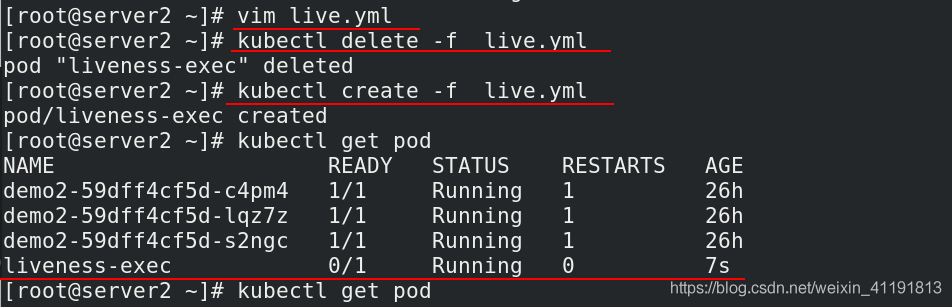 [root@server2 ~]# vim live.yml
[root@server2 ~]# kubectl delete -f  live.yml
pod "liveness-exec" deleted
[root@server2 ~]# kubectl create -f  live.yml
pod/liveness-exec created
[root@server2 ~]# kubectl get pod
NAME                     READY   STATUS    RESTARTS   AGE
demo2-59dff4cf5d-c4pm4   1/1     Running   1          26h
demo2-59dff4cf5d-lqz7z   1/1     Running   1          26h
demo2-59dff4cf5d-s2ngc   1/1     Running   1          26h
liveness-exec            0/1     Running   0          7s
[root@server2 ~]# kubectl get pod
https://blog.csdn.net/weixin_41191813